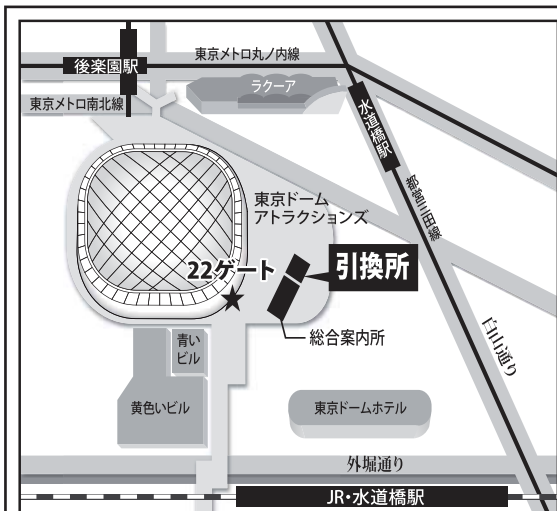 東京メトロ丸ノ内線
後楽園駅
ラクーア
東京メトロ南北線
水道橋駅
都営三田線
東京ドーム
アトラクションズ
22ゲート
引換所
白山通り
総合案内所
青い
ビル
黄色いビル
東京ドームホテル
外堀通り
JR・水道橋駅